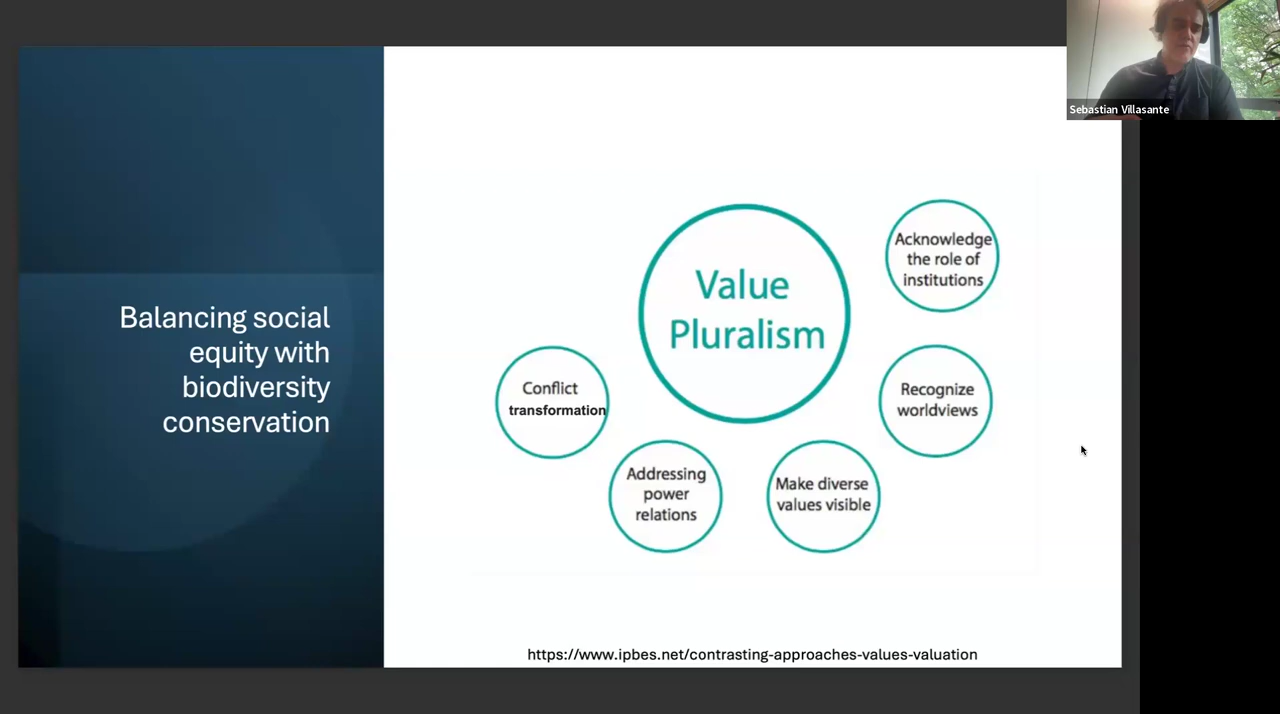 Sebastian Villasante
Balancing social
equity with
biodiversity
conservation
Value
Pluralism
Acknowledge
the role of
institutions
Recognize
worldviews
Make diverse
values visible
Addressing
power
relations
Conflict
transformation
https://www.ipbes.net/contrasting-approaches-values-valuation